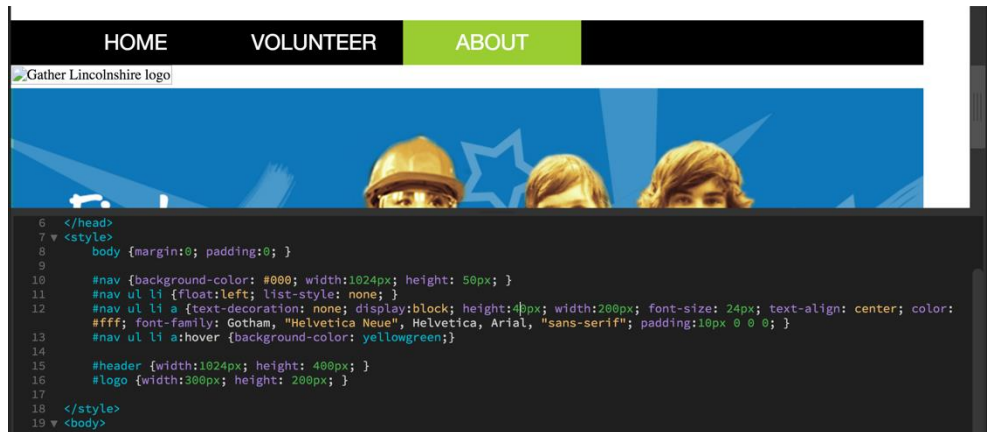 HOME VOLUNTEER ABOUT
Gather Lincolnshire logo
6 </head>
7 <style>
8 body {margin:0; padding:0; }
9
10 #nav {background-color: #000; width:1024px; height: 50px; }
11 #nav ul li {float:left; list-style: none; }
12 #nav ul li a {text-decoration: none; display:block; height:40px; width:200px; font-size: 24px; text-align: center; color:
#fff; font-family: Gotham, "Helvetica Neue", Helvetica, Arial, "sans-serif"; padding:10px 0 0 0; }
13 #nav ul li a:hover {background-color: yellowgreen;}
14
15 #header {width:1024px; height: 400px; }
16 #logo {width:300px; height: 200px; }
17
18 </style>
19 <body>